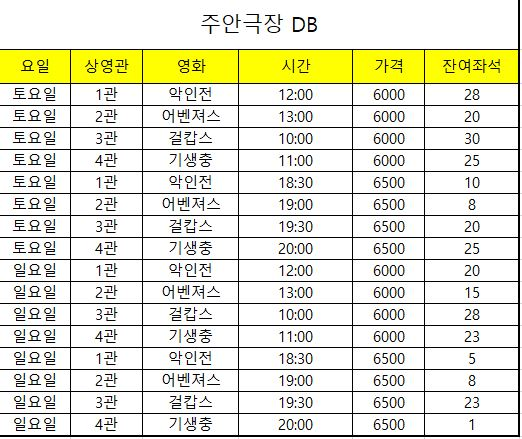 주안극장 DB
요일 상영관 영화 시간 가격 잔여좌석
토요일 1관 악인전 12:00 6000 28
토요일 2관 어벤져스 13:00 6000 20
토요일 3관 걸캅스 10:00 6000 30
토요일 4관 기생충 11:00 6000 25
토요일 1관 악인전 18:30 6500 10
토요일 2관 어벤져스 19:00 6500 8
토요일 3관 걸캅스 19:30 6500 20
토요일 4관 기생충 20:00 6500 25
일요일 1관 악인전 12:00 6000 20
일요일 2관 어벤져스 13:00 6000 15
일요일 3관 걸캅스 10:00 6000 28
일요일 4관 기생충 11:00 6000 23
일요일 1관 악인전 18:30 6500 5
일요일 2관 어벤져스 19:00 6500 8
일요일 3관 걸캅스 19:30 6500 23
일요일 4관 기생충 20:00 6500 1